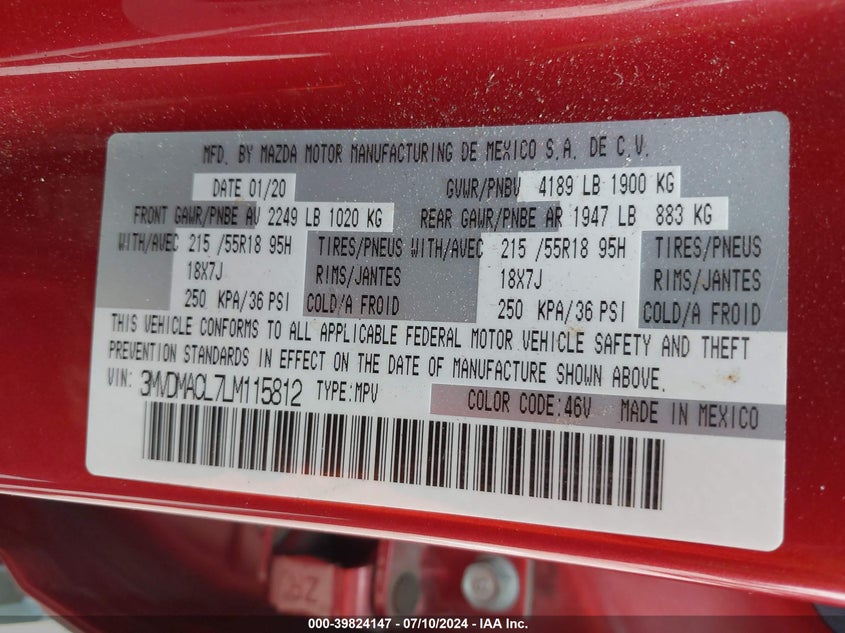 MFD. BY MAZDA MOTOR MANUFACTURING DE MEXICO S.A. DE C.V.
DATE 01/20 GVWR/PNBV 4189 LB 1900 KG
FRONT GAWR/PNBE AV 2249 LB 1020 KG REAR GAWR/PNBE AR 1947 LB 883 KG
WITH/AVEC 215 /55R18 95H TIRES/PNEUS WITH/AVEC 215 /55R18 95H TIRES/PNEUS
18X7J RIMS/JANTES 18X7J RIMS/JANTES
250 KPA/36 PSI COLD/A FROID 250 KPA/36 PSI COLD/A FROID
THIS VEHICLE CONFORMS TO ALL APPLICABLE FEDERAL MOTOR VEHICLE SAFETY AND THEFT
PREVENTION STANDARDS IN EFFECT ON THE DATE OF MANUFACTURE SHOWN ABOVE.
VIN: 3MVDMACL7LM115812 TYPE:MPV
COLOR CODE:46V MADE IN MEXICO
000-39824147 - 07/10/2024 - IAA Inc.